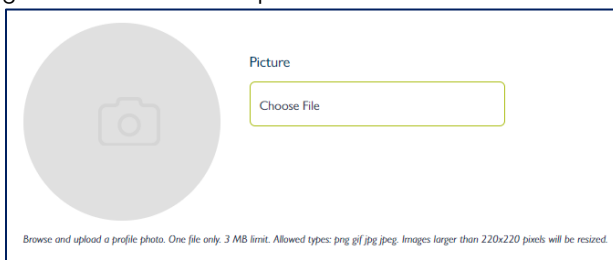 Picture
Choose File
Browse and upload a profile photo. One file only. 3 MB limit. Allowed types: png gif jpg jpeg. Images larger than 220x220 pixels will be resized.